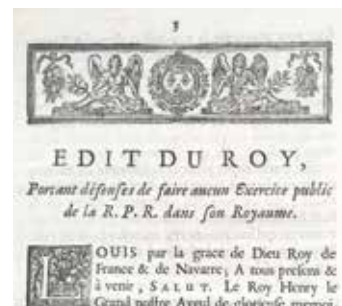 3
EDIT DU ROY,
Portant défenses de faire aucun Exercice public
de la R. P. R. dans son Royaume.
LOUIS par la grace de Dieu Roy de
France & de Navarre; A tous presens &
à venir, SALUT. Le Roy Henry le
Grand nostre Ayeul de glorieuse memoi,